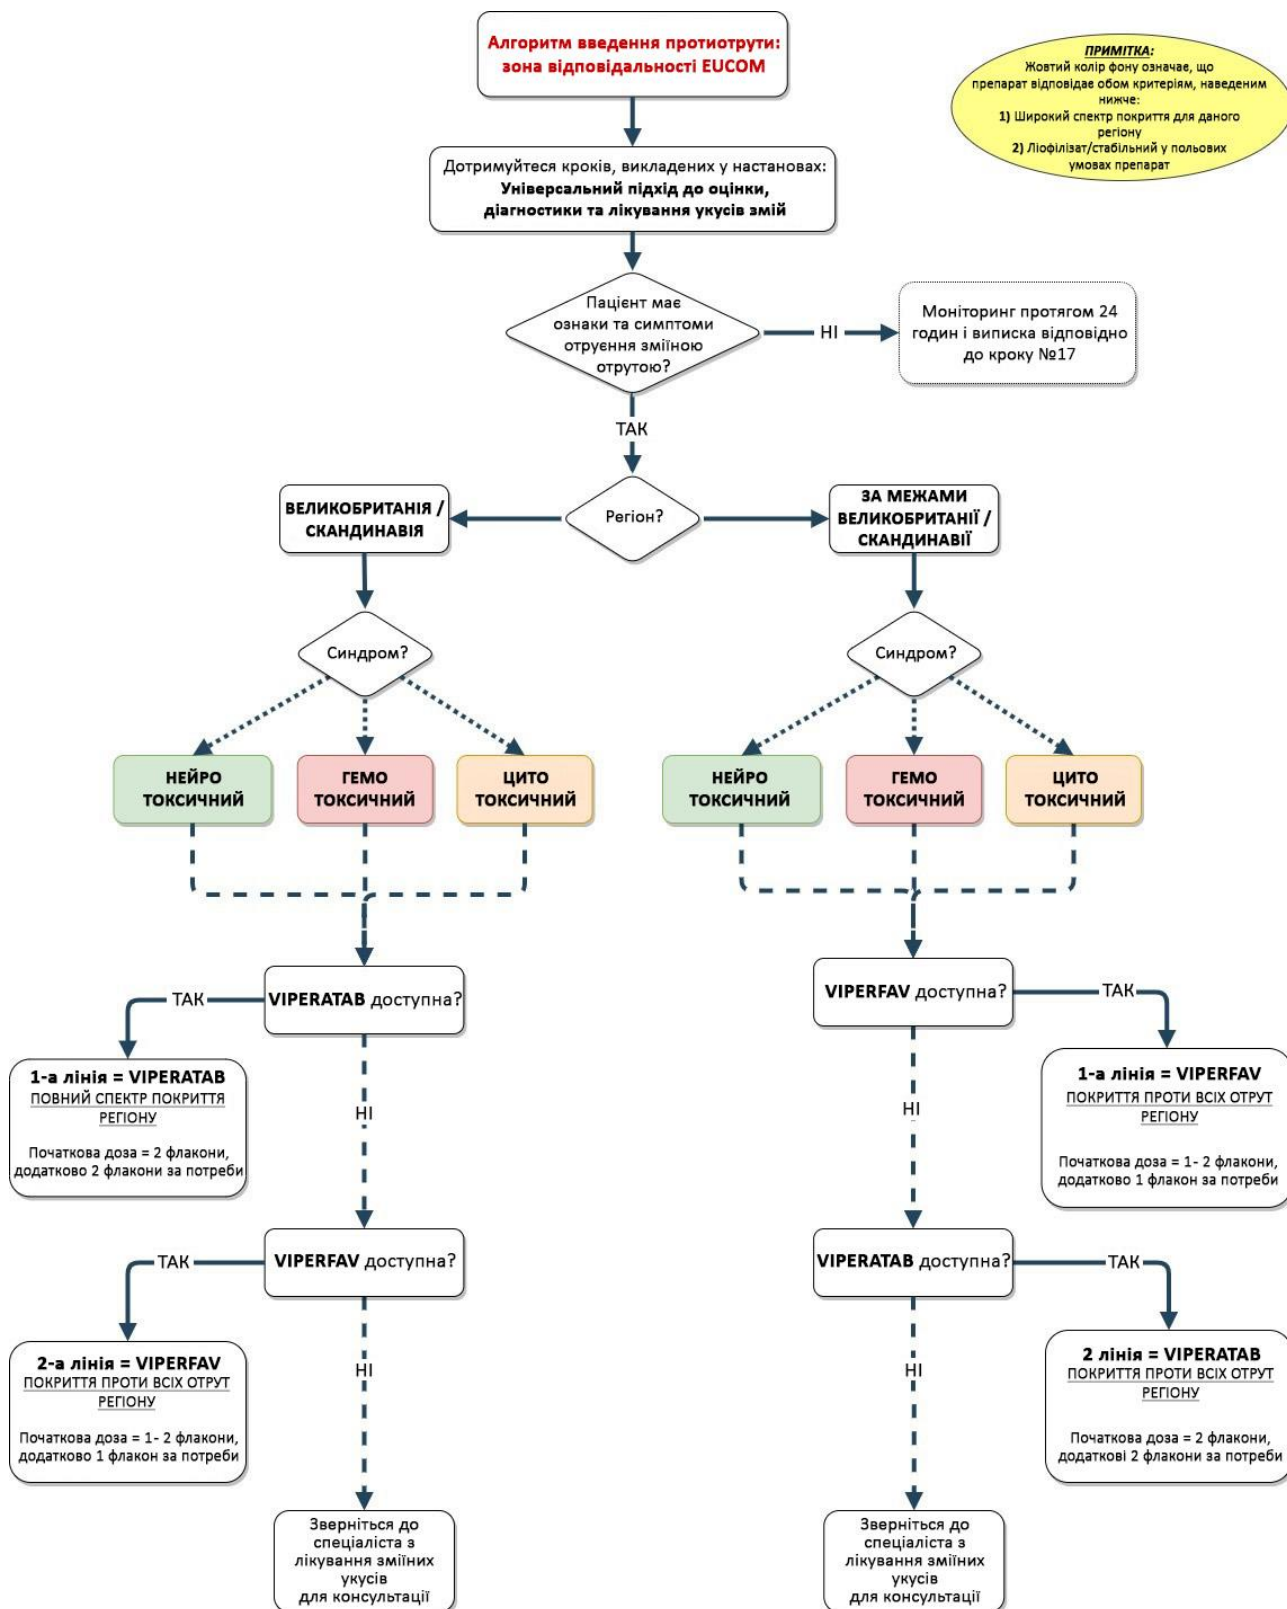 Алгоритм введення протиотрути:
зона відповідальності EUCOM
ПРИМІТКА:
Жовтий колір фону означає, що
препарат відповідає обом критеріям, наведеним
нижче:
1) Широкий спектр покриття для даного
регіону
2) Ліофілізат/стабільний у польових
умовах препарат
Дотримуйтеся кроків, викладених у настановах:
Універсальний підхід до оцінки,
діагностики та лікування укусів змій
Пацієнт має
ознаки та симптоми
отруєння зміїною
отрутою?
НІ
Моніторинг протягом 24
годин і виписка відповідно
до кроку №17
ТАК
Регіон?
ВЕЛИКОБРИТАНІЯ /
СКАНДИНАВІЯ
ЗА МЕЖАМИ
ВЕЛИКОБРИТАНІЇ /
СКАНДИНАВІЇ
Синдром?
Синдром?
НЕЙРО
ТОКСИЧНИЙ
ГЕМО
ТОКСИЧНИЙ
ЦИТО
ТОКСИЧНИЙ
НЕЙРО
ТОКСИЧНИЙ
ГЕМО
ТОКСИЧНИЙ
ЦИТО
ТОКСИЧНИЙ
VIPERATAB доступна?
ТАК
1-а лінія = VIPERATAB
ПОВНИЙ СПЕКТР ПОКРИТТЯ
РЕГІОНУ
Початкова доза = 2 флакони,
додатково 2 флакони за потреби
НІ
VIPERFAV доступна?
ТАК
2-а лінія = VIPERFAV
ПОКРИТТЯ ПРОТИ ВСІХ ОТРУТ
РЕГІОНУ
Початкова доза = 1- 2 флакони,
додатково 1 флакон за потреби
НІ
Зверніться до
спеціаліста з
лікування зміїних
укусів
для консультації
VIPERFAV доступна?
ТАК
1-а лінія = VIPERFAV
ПОКРИТТЯ ПРОТИ ВСІХ ОТРУТ
РЕГІОНУ
Початкова доза = 1- 2 флакони,
додатково 1 флакон за потреби
НІ
VIPERATAB доступна?
ТАК
2 лінія = VIPERATAB
ПОКРИТТЯ ПРОТИ ВСІХ ОТРУТ
РЕГІОНУ
Початкова доза = 2 флакони,
додаткові 2 флакони за потреби
НІ
Зверніться до
спеціаліста з
лікування зміїних
укусів
для консультації